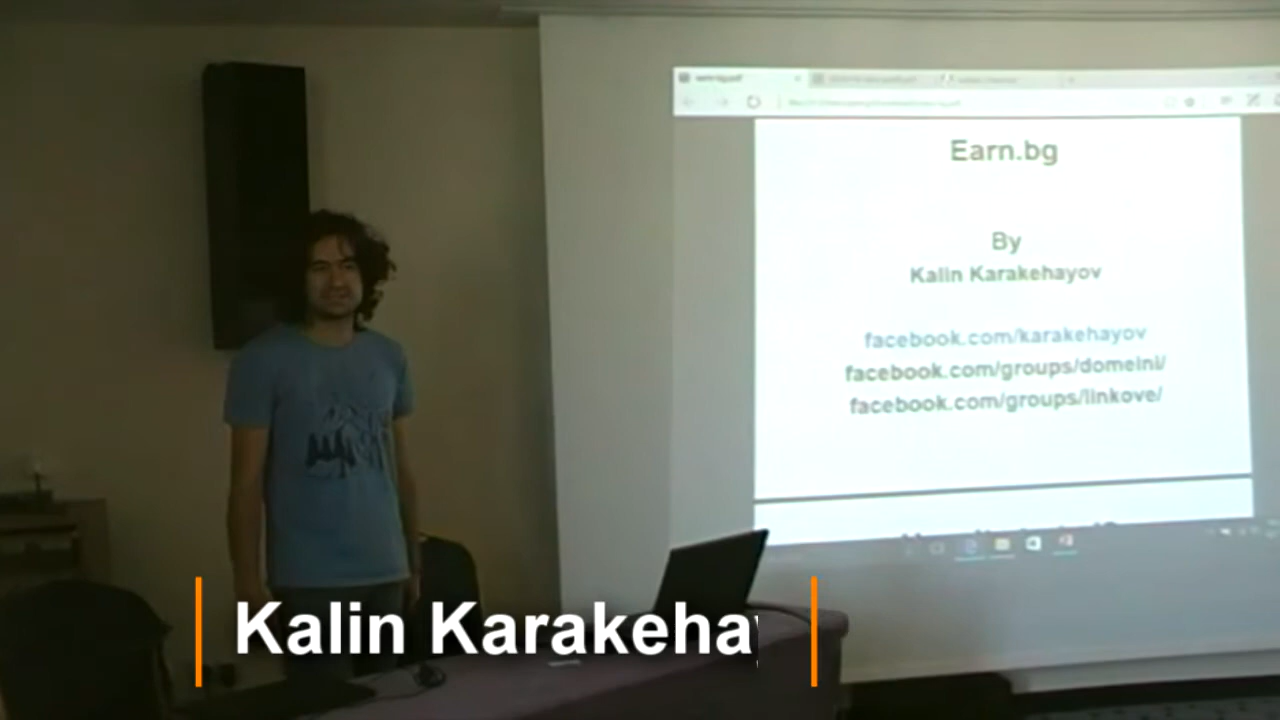 Earn.bg
By
Kalin Karakehayov
facebook.com/karakehayov
facebook.com/groups/domeini/
facebook.com/groups/linkove/
Kalin Karakeha